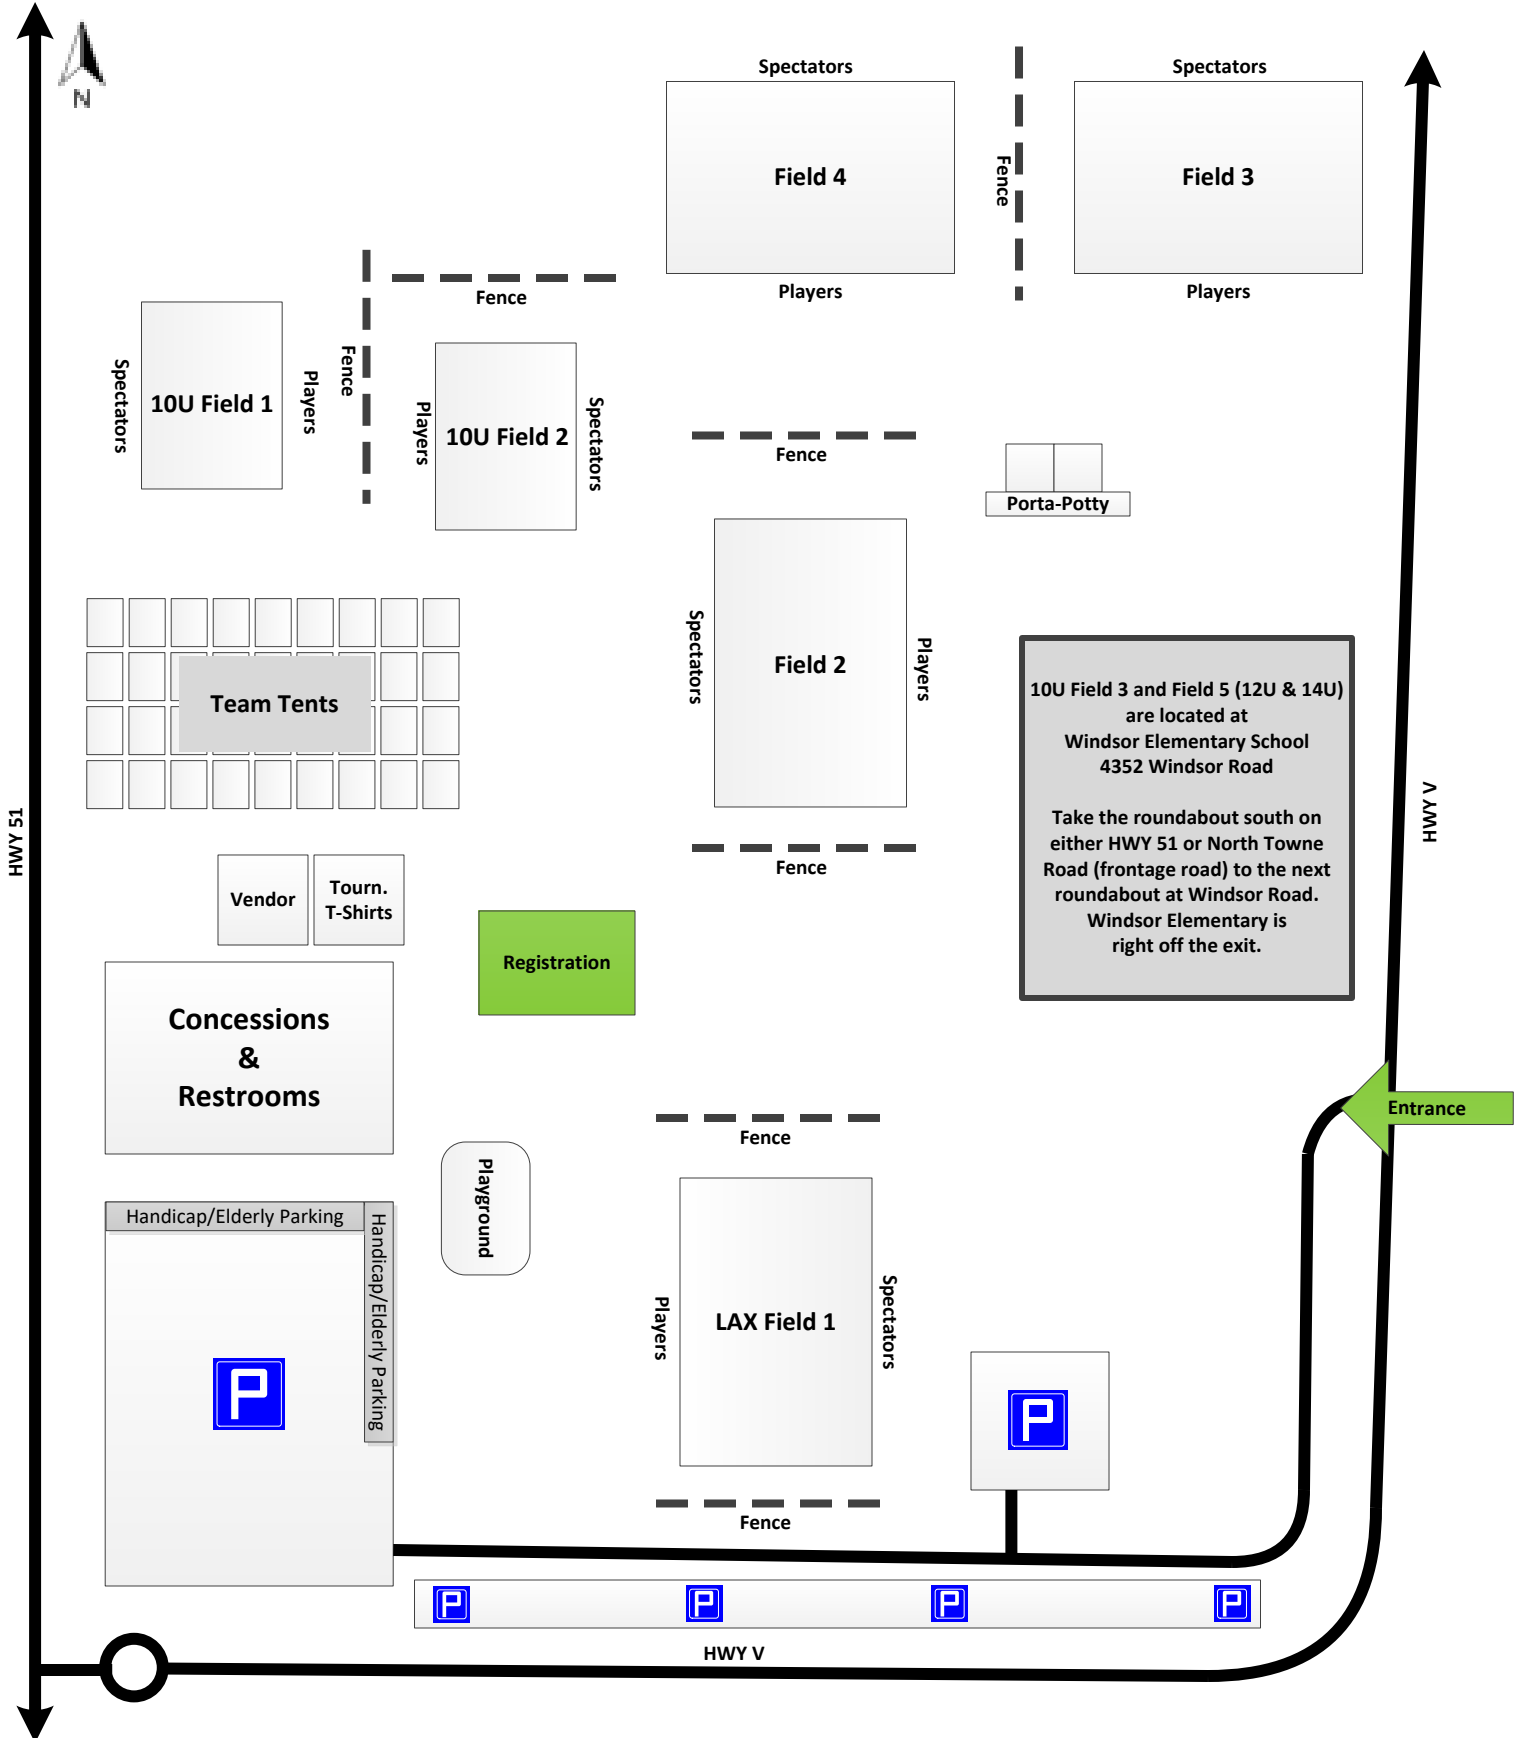 N
Spectators
Spectators
Field 4
Fence
Field 3
Players
Players
Fence
Spectators
10U Field 1
Players
Fence
Players
10U Field 2
Spectators
Fence
Porta-Potty
Spectators
Field 2
Players
Team Tents
10U Field 3 and Field 5 (12U & 14U)
are located at
Windsor Elementary School
4352 Windsor Road
Take the roundabout south on
either HWY 51 or North Towne
Road (frontage road) to the next
roundabout at Windsor Road.
Windsor Elementary is
right off the exit.
HWY 51
HWY V
Fence
Vendor
Tourn.
T-Shirts
Registration
Concessions
&
Restrooms
Entrance
Fence
Playground
Handicap/Elderly Parking
Handicap/Elderly Parking
P
Players
LAX Field 1
Spectators
P
Fence
P
P
P
P
HWY V